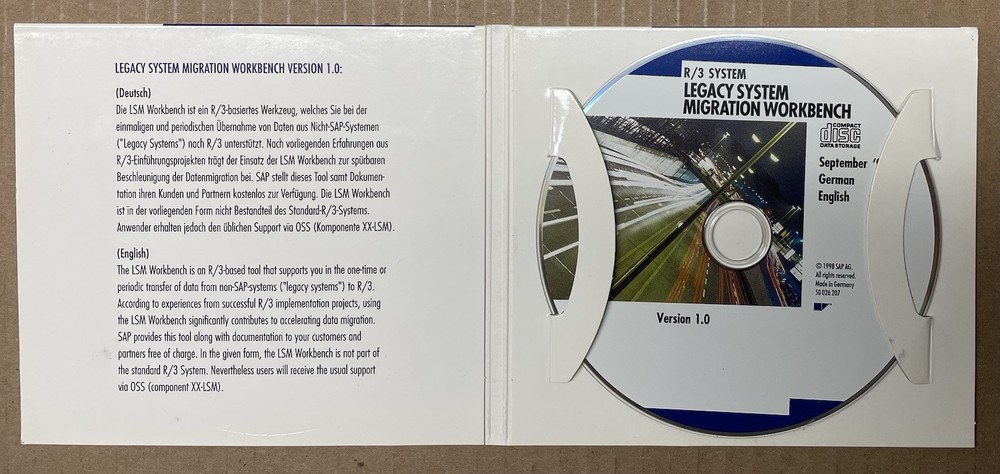 LEGACY SYSTEM MIGRATION WORKBENCH VERSION 1.0:
(Deutsch)
Die LSM Workbench ist ein R/3-basiertes Werkzeug, welches Sie bei der
einmaligen und periodischen Übernahme von Daten aus Nicht-SAP-Systemen
("Legacy Systems") nach R/3 unterstützt. Nach vorliegenden Erfahrungen aus
R/3-Einführungsprojekten trägt der Einsatz der LSM Workbench zur spürbaren
Beschleunigung der Datenmigration bei. SAP stellt dieses Tool samt Dokumen-
tation ihren Kunden und Partnern kostenlos zur Verfügung. Die LSM Workbench
ist in der vorliegenden Form nicht Bestandteil des Standard-R/3-Systems.
Anwender erhalten jedoch den üblichen Support via OSS (Komponente XX-LSM).
(English)
The LSM Workbench is an R/3-based tool that supports you in the one-time or
periodic transfer of data from non-SAP-systems ("legacy systems") to R/3.
According to experiences from successful R/3 implementation projects, using
the LSM Workbench significantly contributes to accelerating data migration.
SAP provides this tool along with documentation to your customers and
partners free of charge. In the given form, the LSM Workbench is not part of
the standard R/3 System. Nevertheless users will receive the usual support
via OSS (component XX-LSM).
R/3 SYSTEM
LEGACY SYSTEM
MIGRATION WORKBENCH
COMPACT
disc
DATA STORAGE
September
German
English
© 1998 SAP AG.
All rights reserved.
Made in Germany
50 026 207
Version 1.0